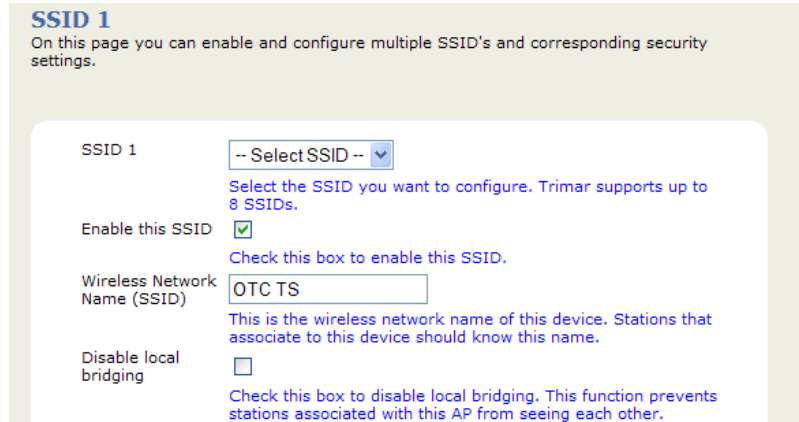 SSID 1
On this page you can enable and configure multiple SSID's and corresponding security
settings.
SSID 1
-- Select SSID --
Select the SSID you want to configure. Trimar supports up to
8 SSIDs.
Enable this SSID
Check this box to enable this SSID.
Wireless Network
Name (SSID)
OTC TS
This is the wireless network name of this device. Stations that
associate to this device should know this name.
Disable local
bridging
Check this box to disable local bridging. This function prevents
stations associated with this AP from seeing each other.